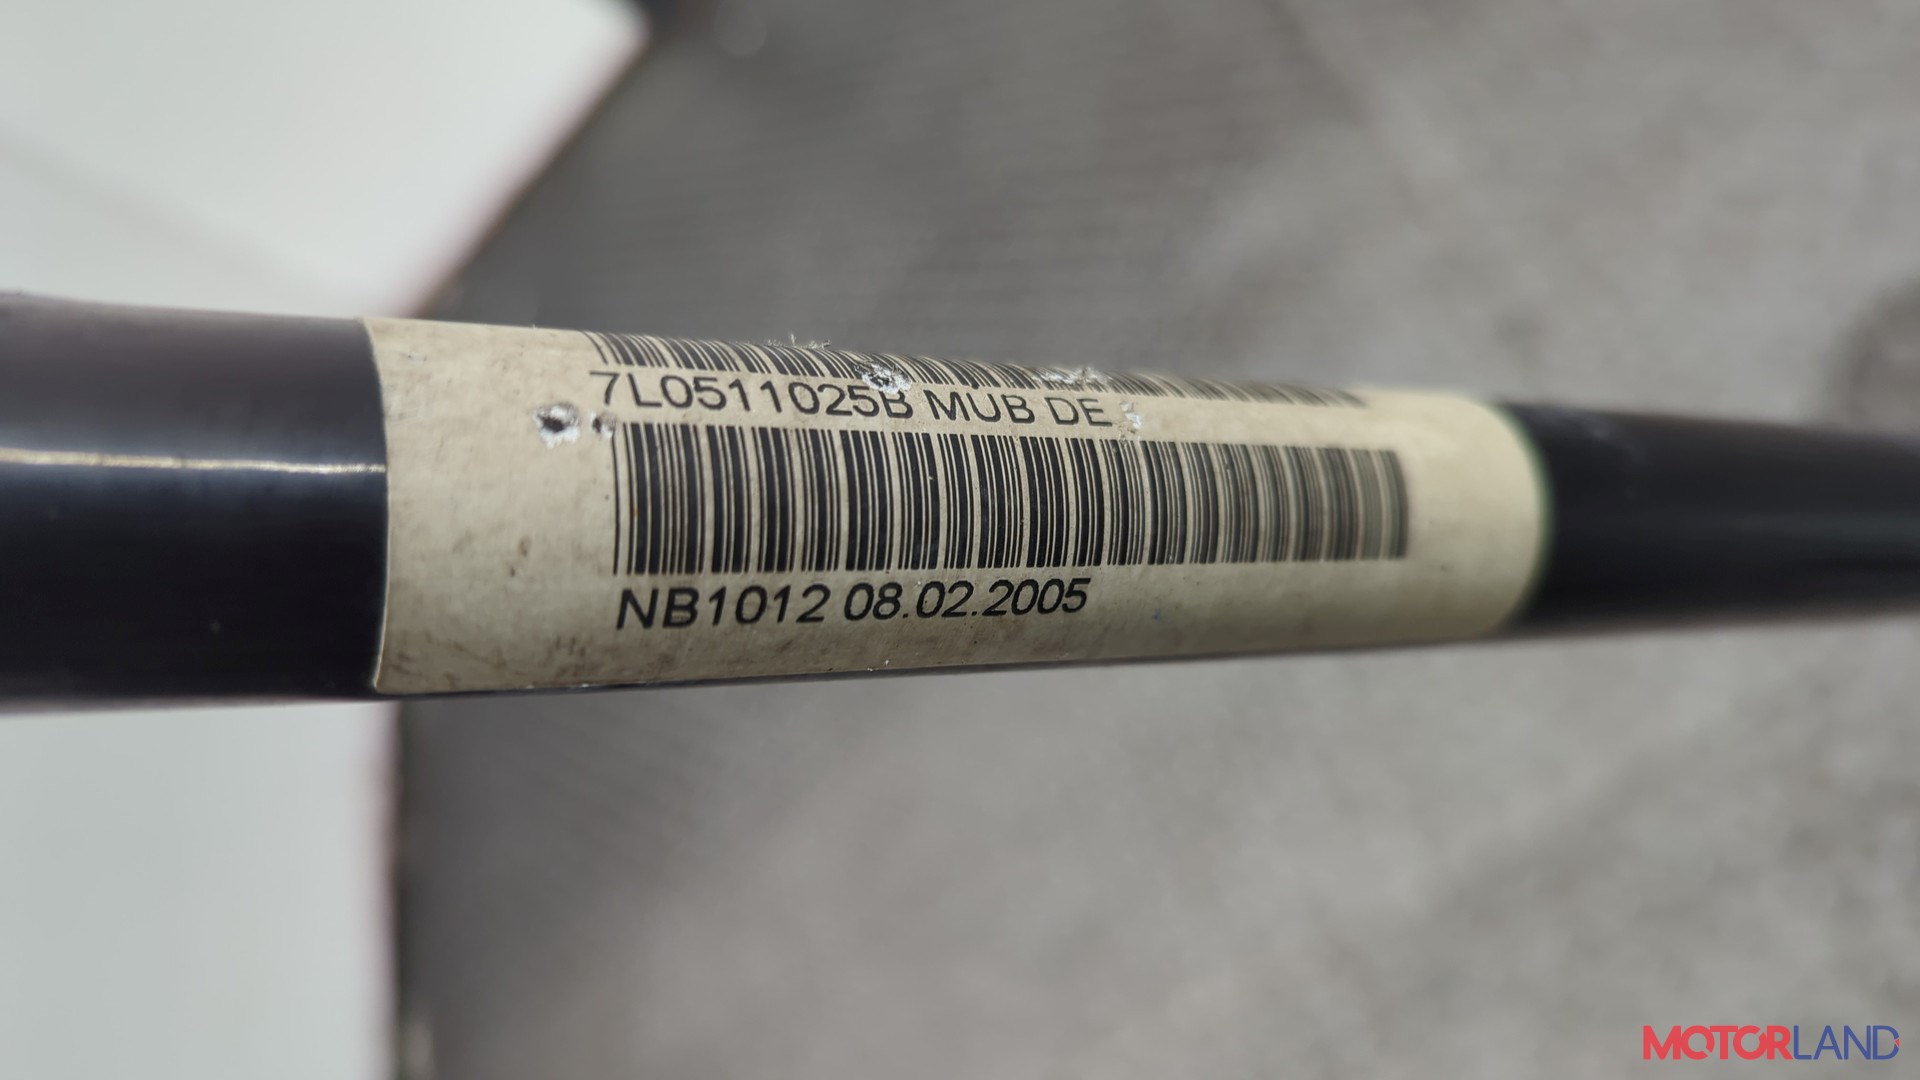 7L0511025B MUB DE
NB1012 08.02.2005
MOTORLAND